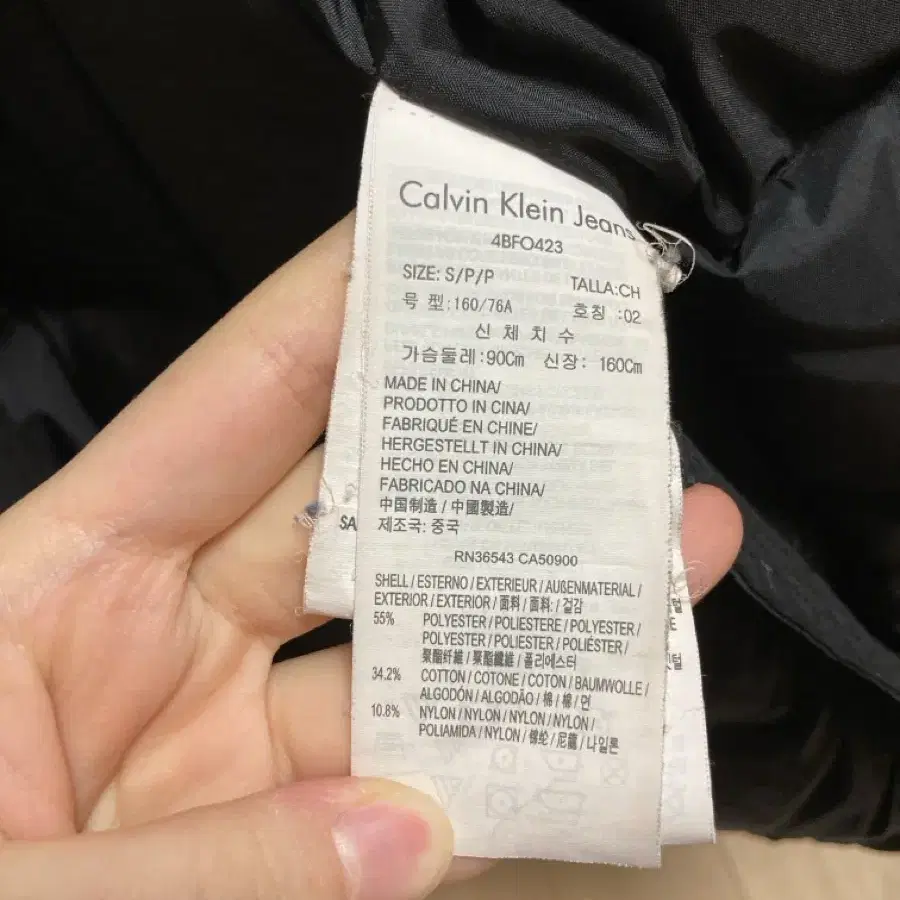 Calvin Klein Jeans
4BFO423
SIZE: S/P/P TALLA:CH
号 型:160/76A 호칭 :02
신 체 치 수
가슴둘레:90Cm 신장: 160Cm
MADE IN CHINA/
PRODOTTO IN CINA/
FABRIQUÉ EN CHINE/
HERGESTELLT IN CHINA/
HECHO EN CHINA/
FABRICADO NA CHINA/
中国制造 / 中國製造/
SA
제조국: 중국
RN36543 CA50900
SHELL / ESTERNO / EXTERIEUR / AUßENMATERIAL /
EXTERIOR / EXTERIOR / 面料 / 面料: / 겉감
55% POLYESTER / POLIESTERE / POLYESTER /
POLYESTER / POLIESTER / POLIÉSTER /
聚酯纤维 / 聚酯纖維 / 폴리에스터
34.2% COTTON / COTONE / COTON / BAUMWOLLE /
ALGODÓN / ALGODÃO / 棉 / 棉 / 면
10.8% NYLON / NYLON / NYLON / NYLON /
POLIAMIDA / NYLON / 锦纶 / 尼龍 / 나일론